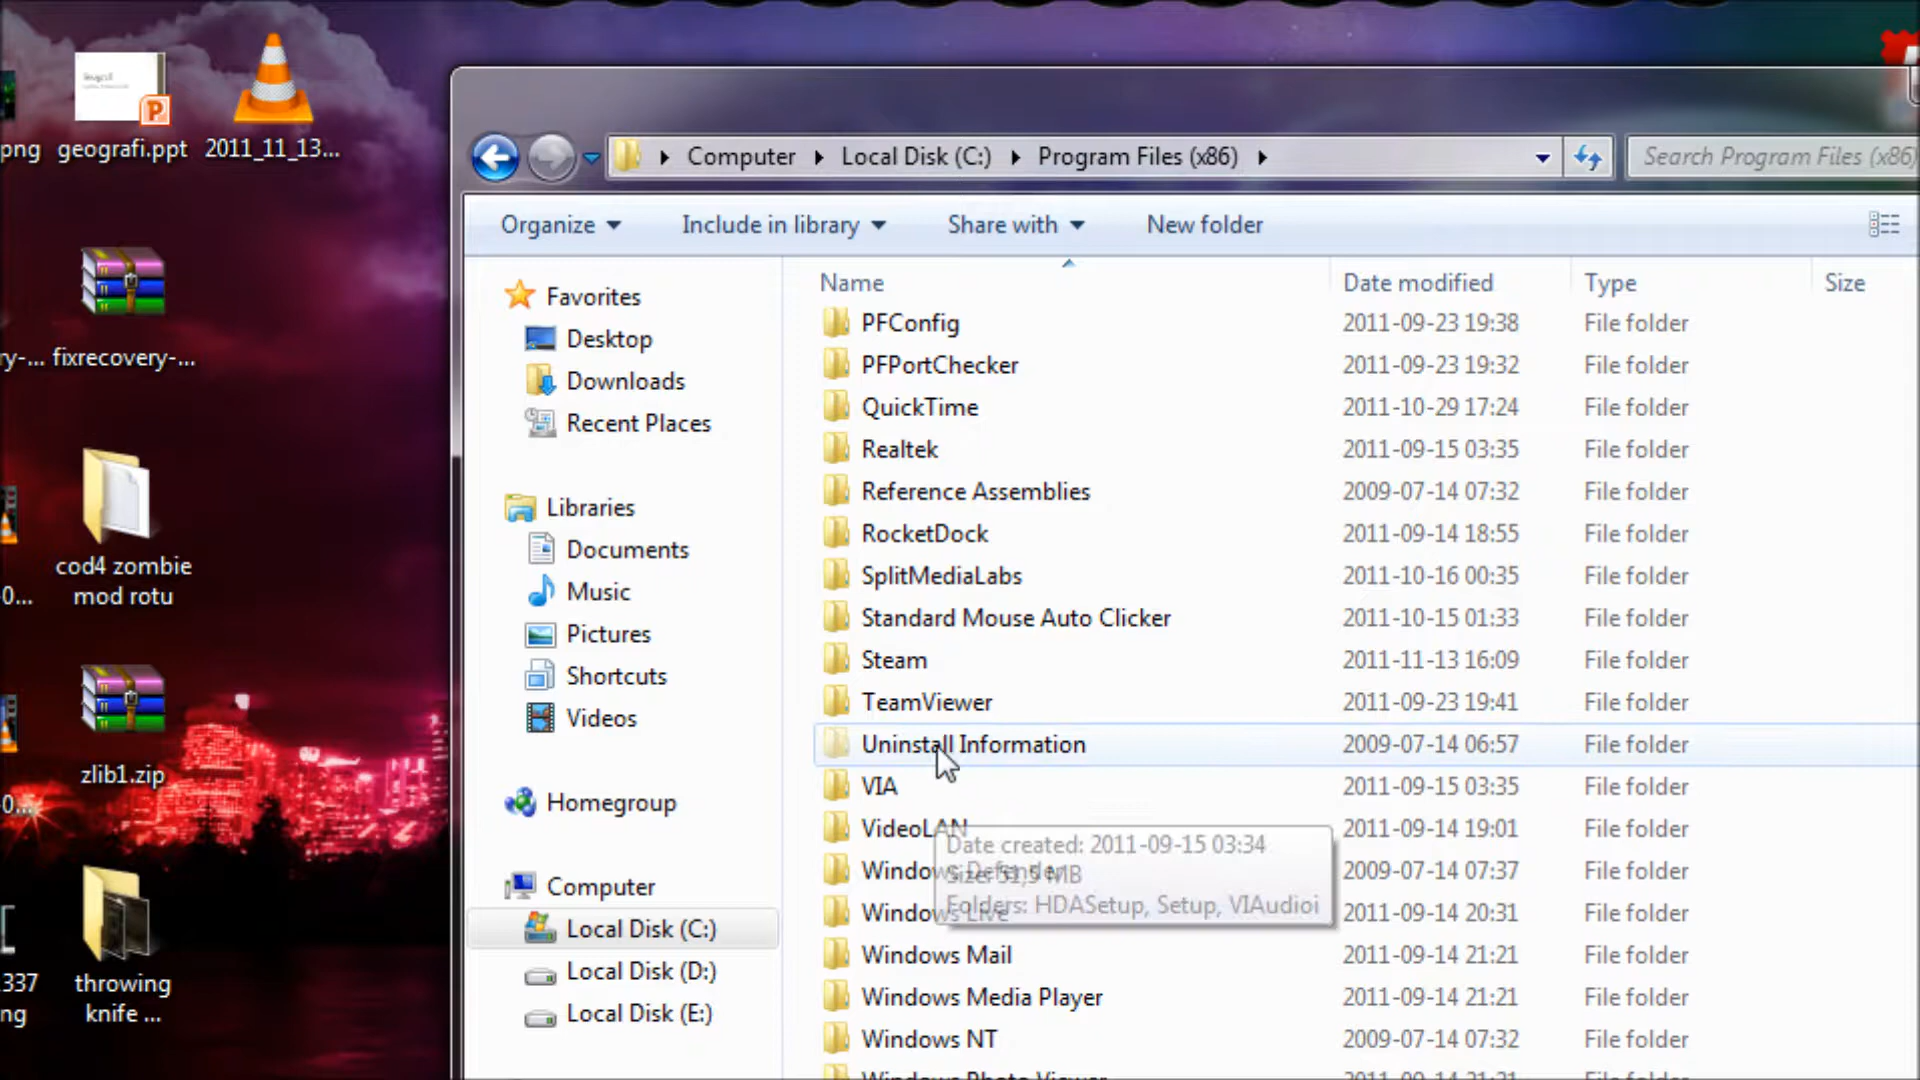 png
geografi.ppt
2011_11_13...
ry-...
fixrecovery-...
cod4 zombie
mod rotu
0...
zlib1.zip
0...
337
ng
throwing
knife ...
Computer
Local Disk (C:)
Program Files (x86)
Search Program Files (x86)
Organize
Include in library
Share with
New folder
Favorites
Desktop
Downloads
Recent Places
Libraries
Documents
Music
Pictures
Shortcuts
Videos
Homegroup
Computer
Local Disk (C:)
Local Disk (D:)
Local Disk (E:)
Name Date modified Type Size
PFConfig 2011-09-23 19:38 File folder
PFPortChecker 2011-09-23 19:32 File folder
QuickTime 2011-10-29 17:24 File folder
Realtek 2011-09-15 03:35 File folder
Reference Assemblies 2009-07-14 07:32 File folder
RocketDock 2011-09-14 18:55 File folder
SplitMediaLabs 2011-10-16 00:35 File folder
Standard Mouse Auto Clicker 2011-10-15 01:33 File folder
Steam 2011-11-13 16:09 File folder
TeamViewer 2011-09-23 19:41 File folder
Uninstall Information 2009-07-14 06:57 File folder
VIA 2011-09-15 03:35 File folder
VideoLAN 2011-09-14 19:01 File folder
Windows Defender 2009-07-14 07:37 File folder
Windows Live 2011-09-14 20:31 File folder
Windows Mail 2011-09-14 21:21 File folder
Windows Media Player 2011-09-14 21:21 File folder
Windows NT 2009-07-14 07:32 File folder
Windows Photo Viewer 2011-09-14 21:21 File folder
Date created: 2011-09-15 03:34
Size: 51,5 MB
Folders: HDASetup, Setup, VIAudioi